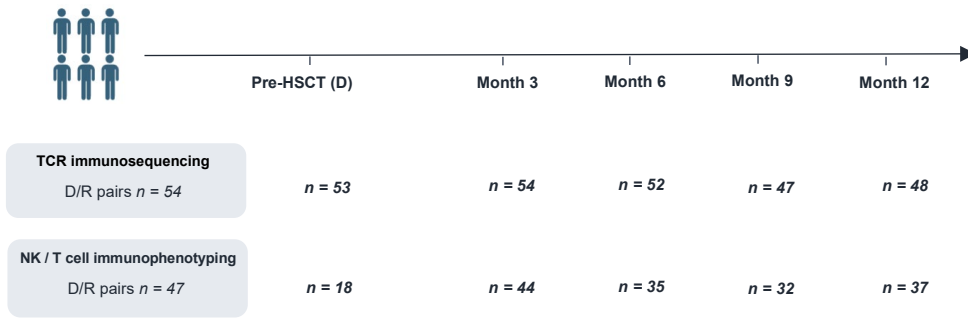 Pre-HSCT (D) Month 3 Month 6 Month 9 Month 12
TCR immunosequencing
D/R pairs n = 54
n = 53 n = 54 n = 52 n = 47 n = 48
NK / T cell immunophenotyping
D/R pairs n = 47
n = 18 n = 44 n = 35 n = 32 n = 37